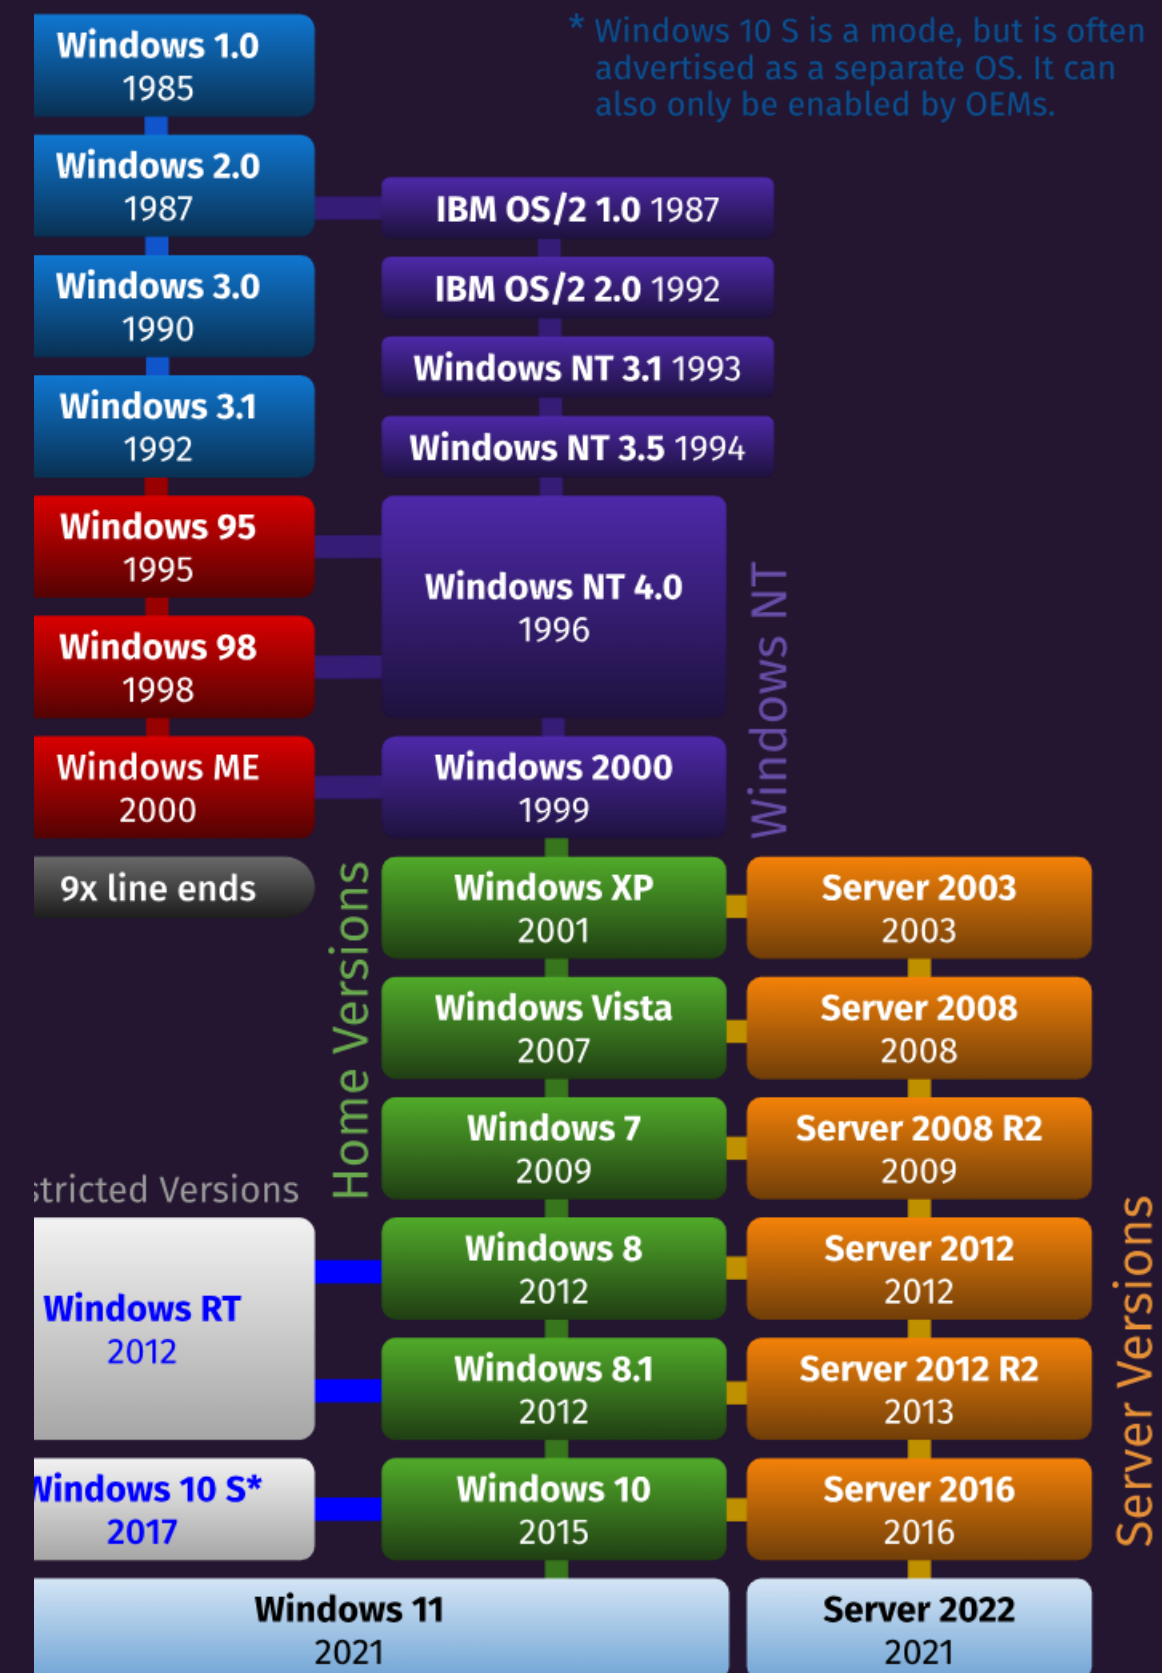 Windows 1.0
1985
* Windows 10 S is a mode, but is often
advertised as a separate OS. It can
also only be enabled by OEMs.
Windows 2.0
1987
IBM OS/2 1.0 1987
Windows 3.0
1990
IBM OS/2 2.0 1992
Windows NT 3.1 1993
Windows 3.1
1992
Windows NT 3.5 1994
Windows 95
1995
Windows NT 4.0
1996
Windows NT
Windows 98
1998
Windows ME
2000
Windows 2000
1999
9x line ends
Home Versions
Windows XP
2001
Server 2003
2003
Windows Vista
2007
Server 2008
2008
Windows 7
2009
Server 2008 R2
2009
stricted Versions
Windows RT
2012
Windows 8
2012
Server 2012
2012
Server Versions
Windows 8.1
2012
Server 2012 R2
2013
Windows 10 S*
2017
Windows 10
2015
Server 2016
2016
Windows 11
2021
Server 2022
2021